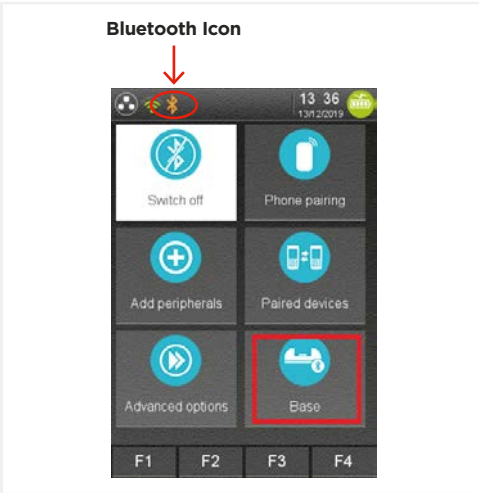 Bluetooth Icon
13 36
13/12/2019
Switch off
Phone pairing
Add peripherals
Paired devices
Advanced options
Base
F1 F2 F3 F4